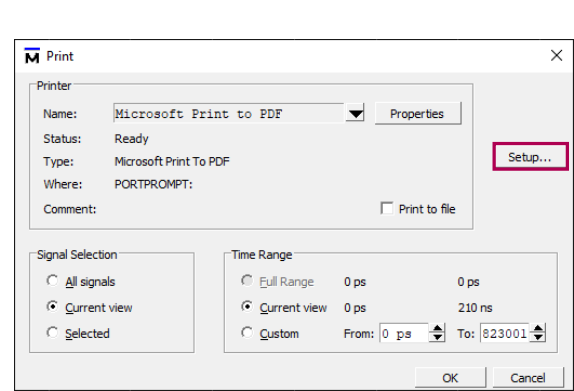 M Print
Printer
Name: Microsoft Print to PDF Properties
Status: Ready
Type: Microsoft Print To PDF
Setup...
Where: PORTPROMPT:
Comment: Print to file
Signal Selection
All signals
Current view
Selected
Time Range
Full Range 0 ps 0 ps
Current view 0 ps 210 ns
Custom From: 0 ps To: 823001
OK Cancel